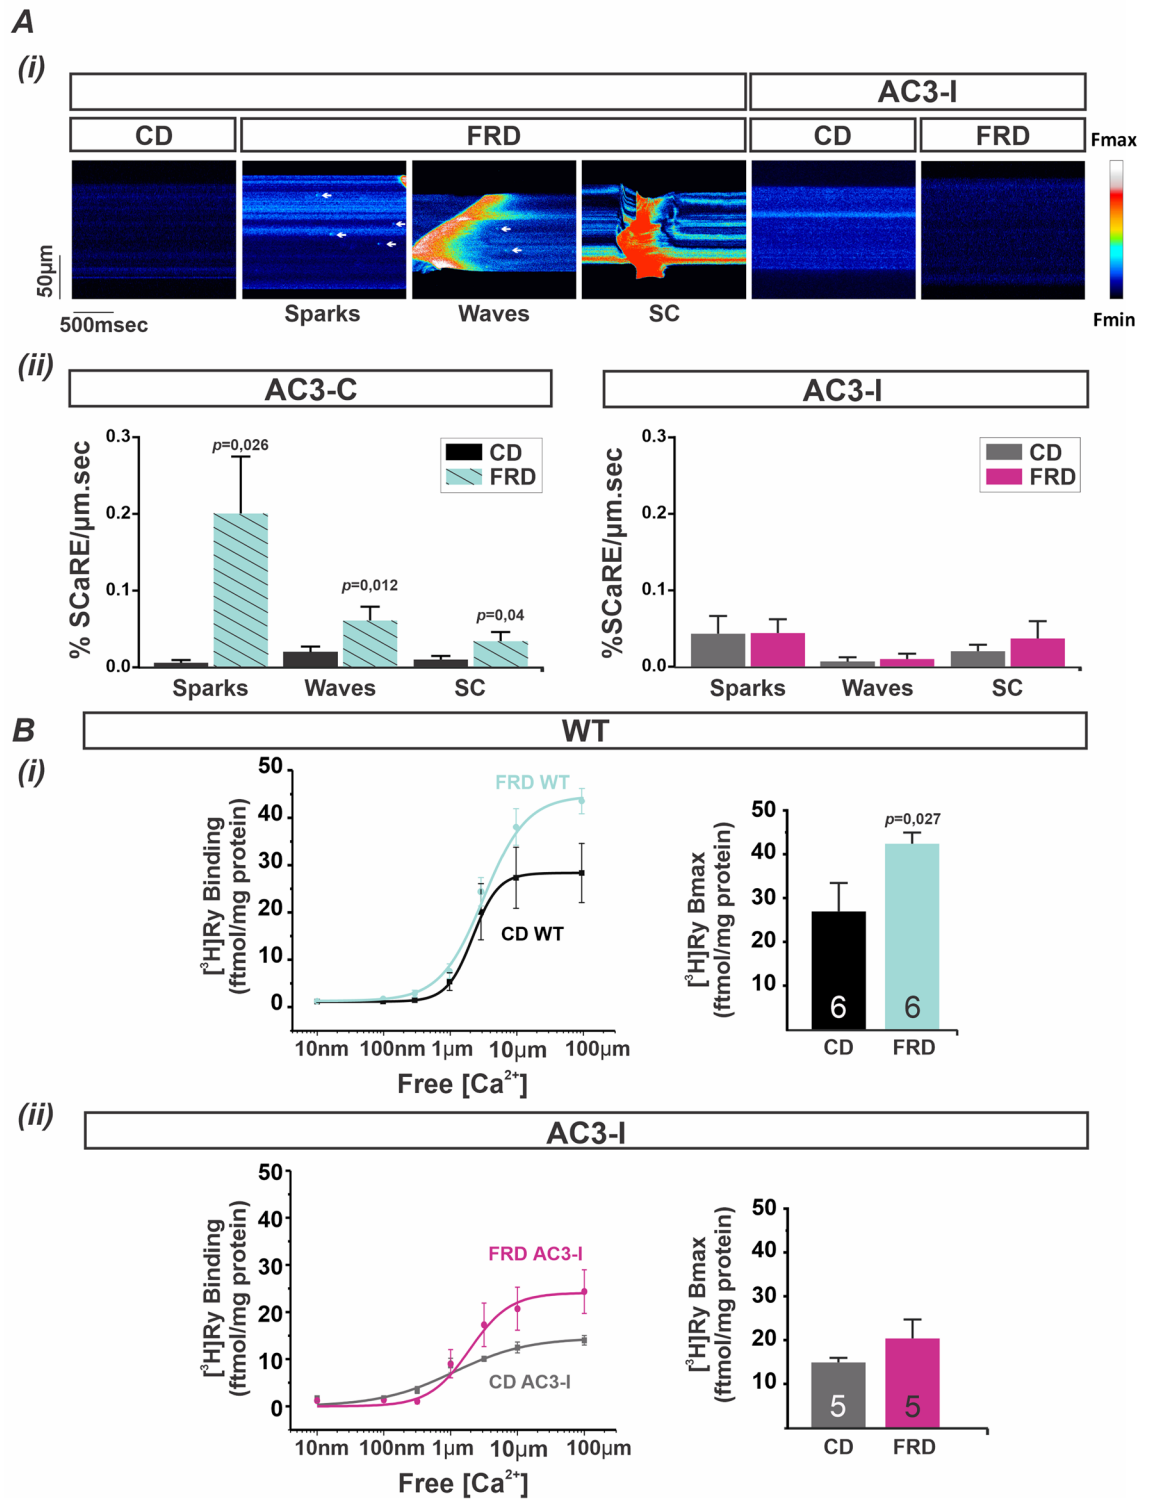 A
(i)
AC3-I
CD
FRD
CD
FRD
Fmax
50µm
500msec
Sparks
Waves
SC
Fmin
(ii)
AC3-C
AC3-I
% SCaRE/µm.sec
0.3
0.2
0.1
0.0
p=0,026
p=0,012
p=0,04
CD
FRD
Sparks
Waves
SC
%SCaRE/µm.sec
0.3
0.2
0.1
0.0
CD
FRD
Sparks
Waves
SC
B
WT
(i)
[³H]Ry Binding
(ftmol/mg protein)
50
40
30
20
10
0
FRD WT
CD WT
10nm
100nm
1µm
10µm
100µm
Free [Ca²⁺]
[³H]Ry Bmax
(ftmol/mg protein)
50
40
30
20
10
p=0,027
6
6
CD
FRD
(ii)
AC3-I
[³H]Ry Binding
(ftmol/mg protein)
50
40
30
20
10
0
FRD AC3-I
CD AC3-I
10nm
100nm
1µm
10µm
100µm
Free [Ca²⁺]
[³H]Ry Bmax
(ftmol/mg protein)
50
40
30
20
10
5
5
CD
FRD